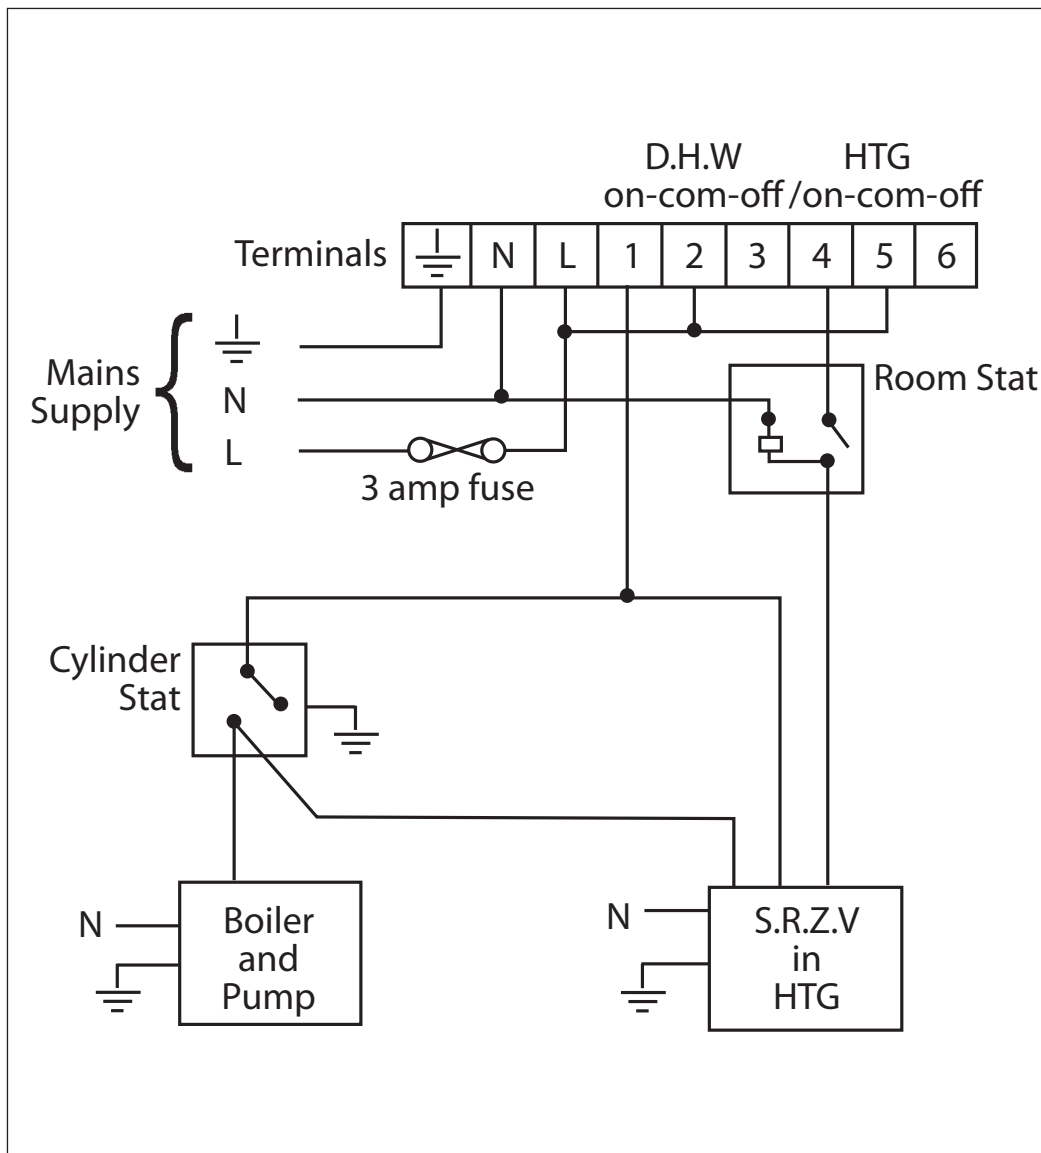 D.H.W HTG
on-com-off /on-com-off
Terminals N L 1 2 3 4 5 6
Mains
Supply
N
L
3 amp fuse
Room Stat
Cylinder
Stat
N
Boiler
and
Pump
N
S.R.Z.V
in
HTG